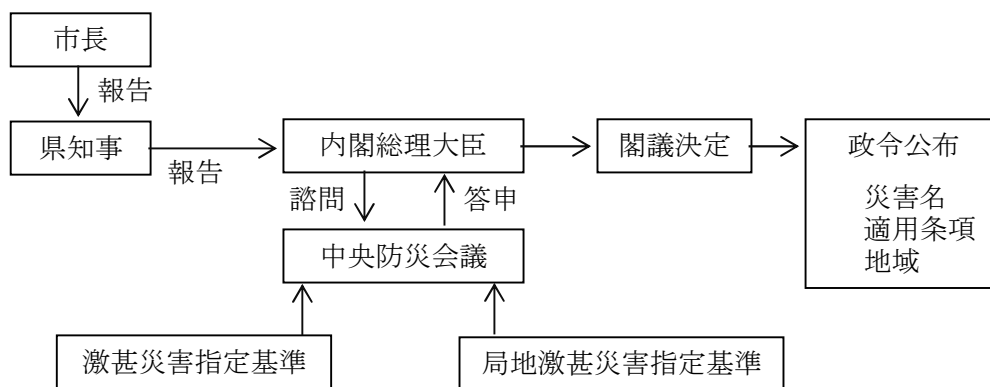 市長
報告
県知事
報告
内閣総理大臣
閣議決定
政令公布
災害名
適用条項
地域
諮問
答申
中央防災会議
激甚災害指定基準
局地激甚災害指定基準